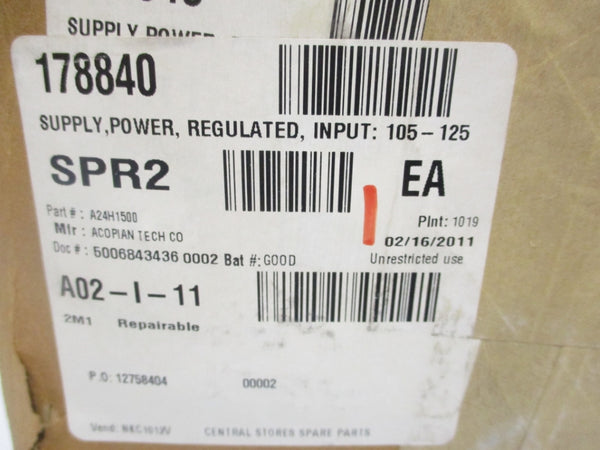 SUPPLY POWER
178840
SUPPLY,POWER, REGULATED, INPUT: 105-125
SPR2 EA
Part # : A24H1500 Plnt: 1019
Mfr : ACOPIAN TECH CO 02/16/2011
Doc # : 5006843436 0002 Bat #:GOOD Unrestricted use
A02-I-11
2M1 Repairable
P.O: 12758404 00002
Vend: CENTRAL STORES SPARE PARTS